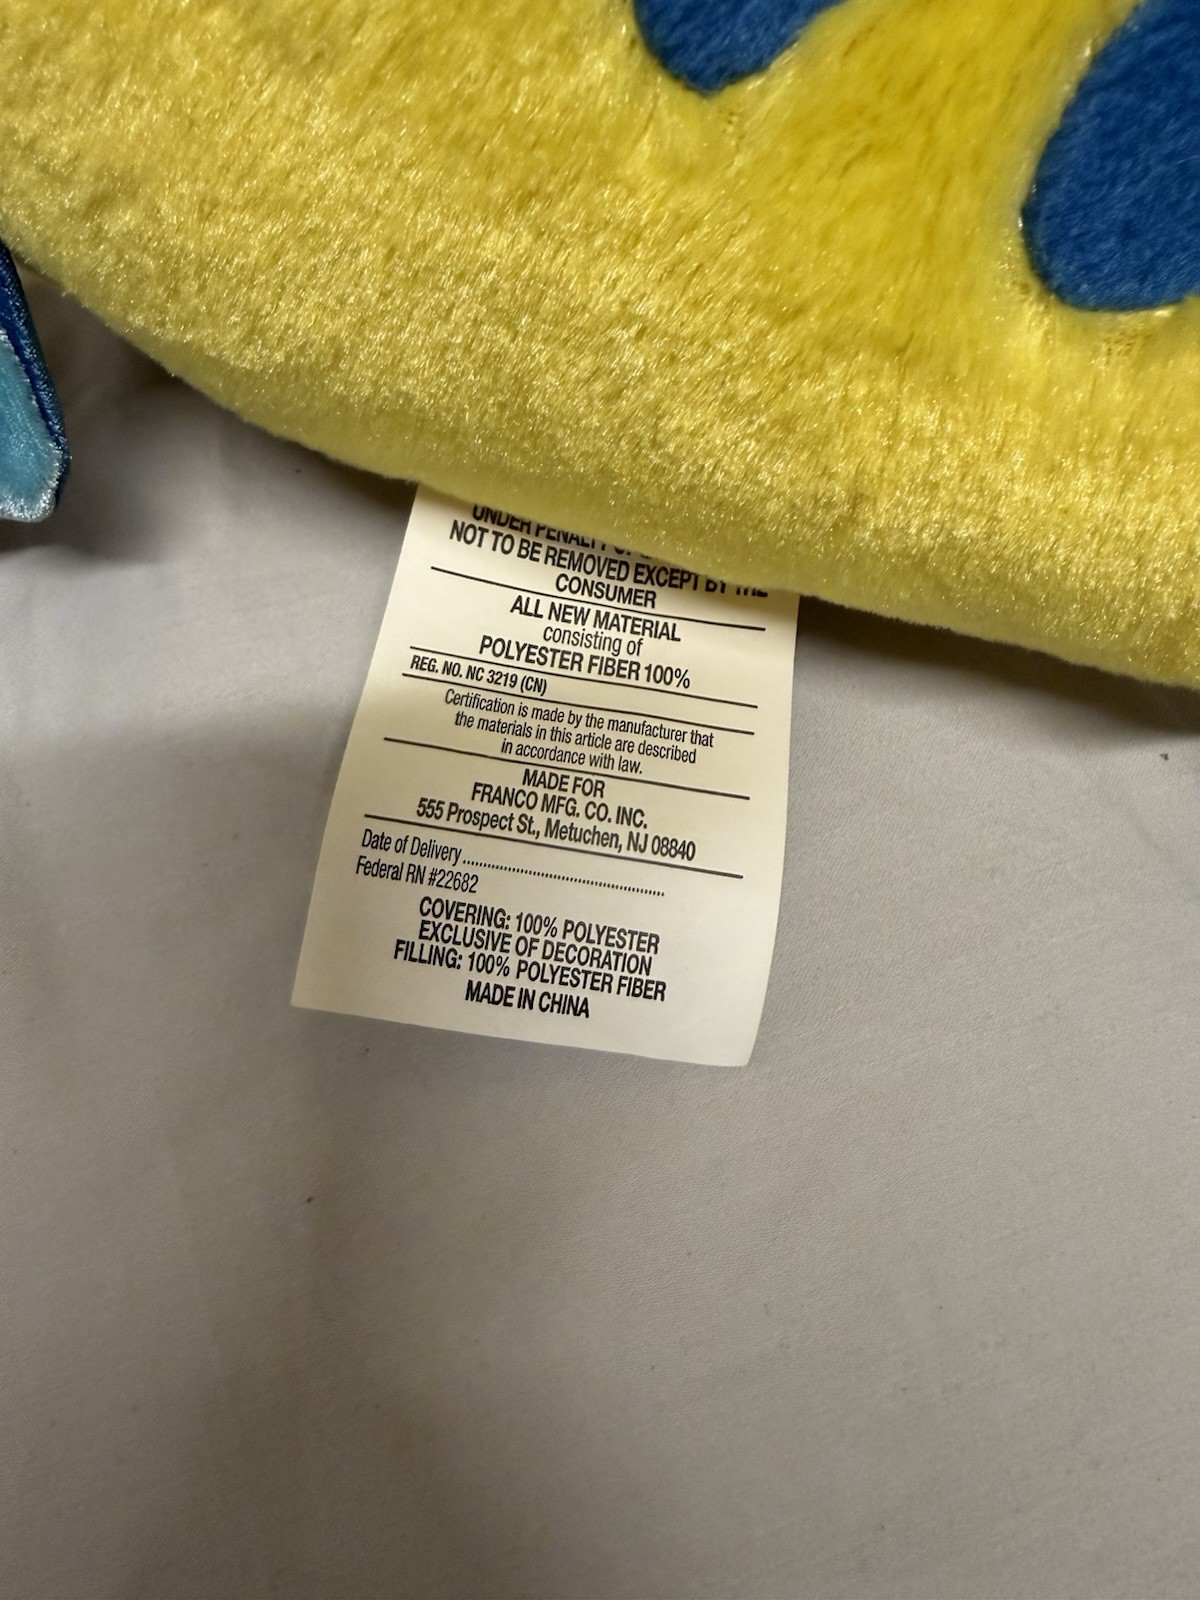 UNDER PENALTY OF
NOT TO BE REMOVED EXCEPT BY THE
CONSUMER
ALL NEW MATERIAL
consisting of
POLYESTER FIBER 100%
REG. NO. NC 3219 (CN)
Certification is made by the manufacturer that
the materials in this article are described
in accordance with law.
MADE FOR
FRANCO MFG. CO. INC.
555 Prospect St., Metuchen, NJ 08840
Date of Delivery..................................................
Federal RN #22682
COVERING: 100% POLYESTER
EXCLUSIVE OF DECORATION
FILLING: 100% POLYESTER FIBER
MADE IN CHINA